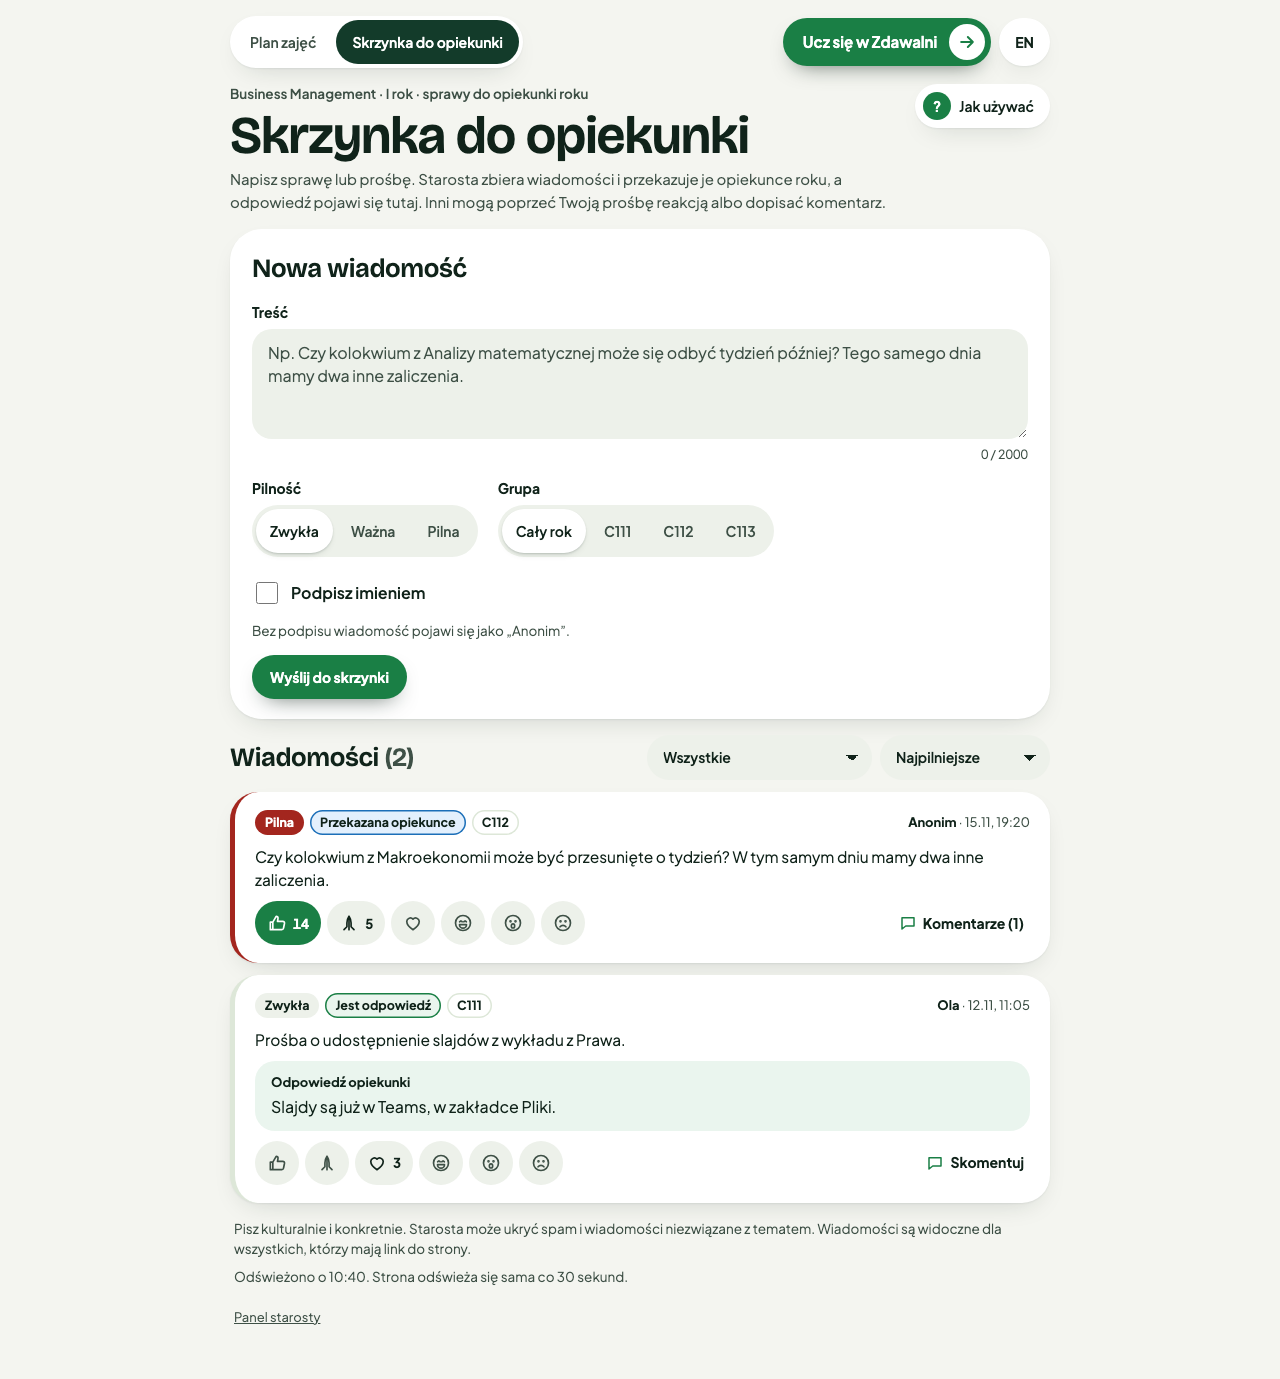 Plan zajęć
Skrzynka do opiekunki
Ucz się w Zdawalni
EN
Business Management · I rok · sprawy do opiekunki roku
? Jak używać
Skrzynka do opiekunki
Napisz sprawę lub prośbę. Starosta zbiera wiadomości i przekazuje je opiekunce roku, a
odpowiedź pojawi się tutaj. Inni mogą poprzeć Twoją prośbę reakcją albo dopisać komentarz.
Nowa wiadomość
Treść
Np. Czy kolokwium z Analizy matematycznej może się odbyć tydzień później? Tego samego dnia
mamy dwa inne zaliczenia.
0 / 2000
Pilność
Grupa
Zwykła Ważna Pilna
Cały rok C111 C112 C113
Podpisz imieniem
Bez podpisu wiadomość pojawi się jako „Anonim”.
Wyślij do skrzynki
Wiadomości (2)
Wszystkie
Najpilniejsze
Pilna Przekazana opiekunce C112
Anonim · 15.11, 19:20
Czy kolokwium z Makroekonomii może być przesunięte o tydzień? W tym samym dniu mamy dwa inne
zaliczenia.
14 5
Komentarze (1)
Zwykła Jest odpowiedź C111
Ola · 12.11, 11:05
Prośba o udostępnienie slajdów z wykładu z Prawa.
Odpowiedź opiekunki
Slajdy są już w Teams, w zakładce Pliki.
3
Skomentuj
Pisz kulturalnie i konkretnie. Starosta może ukryć spam i wiadomości niezwiązane z tematem. Wiadomości są widoczne dla
wszystkich, którzy mają link do strony.
Odświeżono o 10:40. Strona odświeża się sama co 30 sekund.
Panel starosty